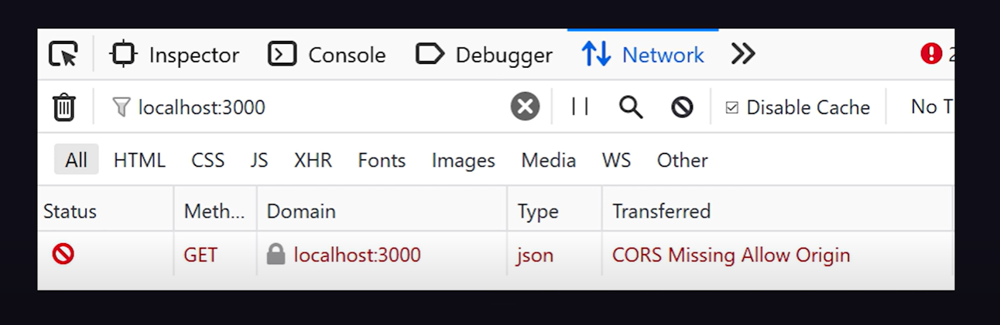 Inspector Console Debugger Network
localhost:3000 Disable Cache No T
All HTML CSS JS XHR Fonts Images Media WS Other
Status Meth... Domain Type Transferred
GET localhost:3000 json CORS Missing Allow Origin